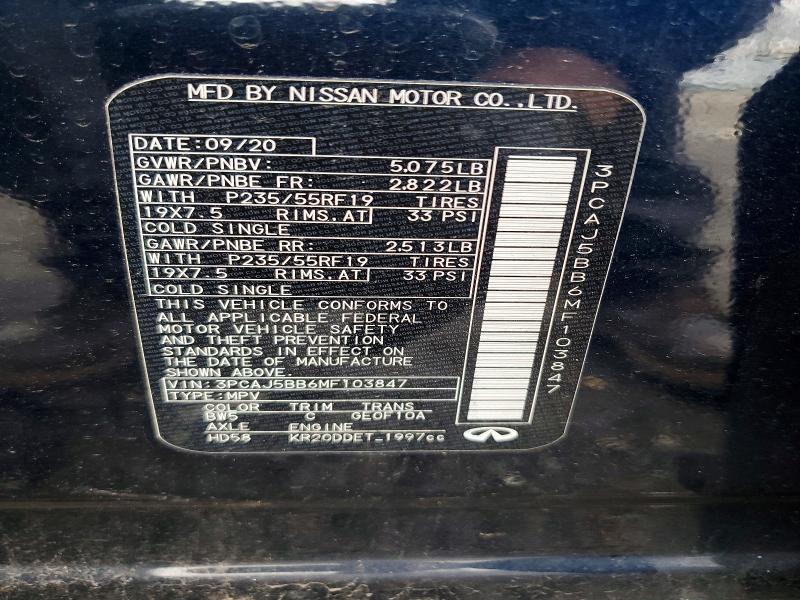 MFD BY NISSAN MOTOR CO.,LTD.
DATE:09/20
GVWR/PNBV: 5.075LB
GAWR/PNBE FR: 2.822LB
WITH P235/55RF19 TIRES
19X7.5 RIMS.AT 33 PSI
COLD SINGLE
GAWR/PNBE RR: 2.513LB
WITH P235/55RF19 TIRES
19X7.5 RIMS.AT 33 PSI
COLD SINGLE
THIS VEHICLE CONFORMS TO
ALL APPLICABLE FEDERAL
MOTOR VEHICLE SAFETY
AND THEFT PREVENTION
STANDARDS IN EFFECT ON
THE DATE OF MANUFACTURE
SHOWN ABOVE.
VIN:3PCAJ5BB6MF103847
TYPE:MPV
COLOR TRIM TRANS
BW5 C GE0F10A
AXLE ENGINE
HD58 KR20DDET_1997cc
3PCAJ5BB6MF103847